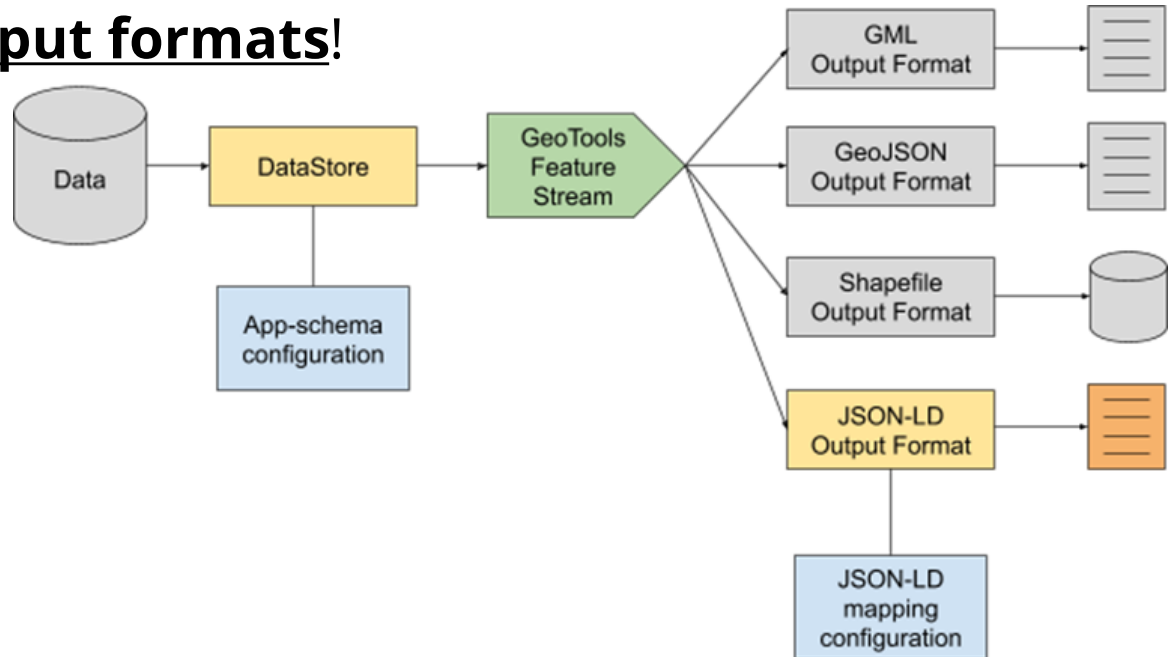 put formats!
Data
DataStore
App-schema
configuration
GeoTools
Feature
Stream
GML
Output Format
GeoJSON
Output Format
Shapefile
Output Format
JSON-LD
Output Format
JSON-LD
mapping
configuration